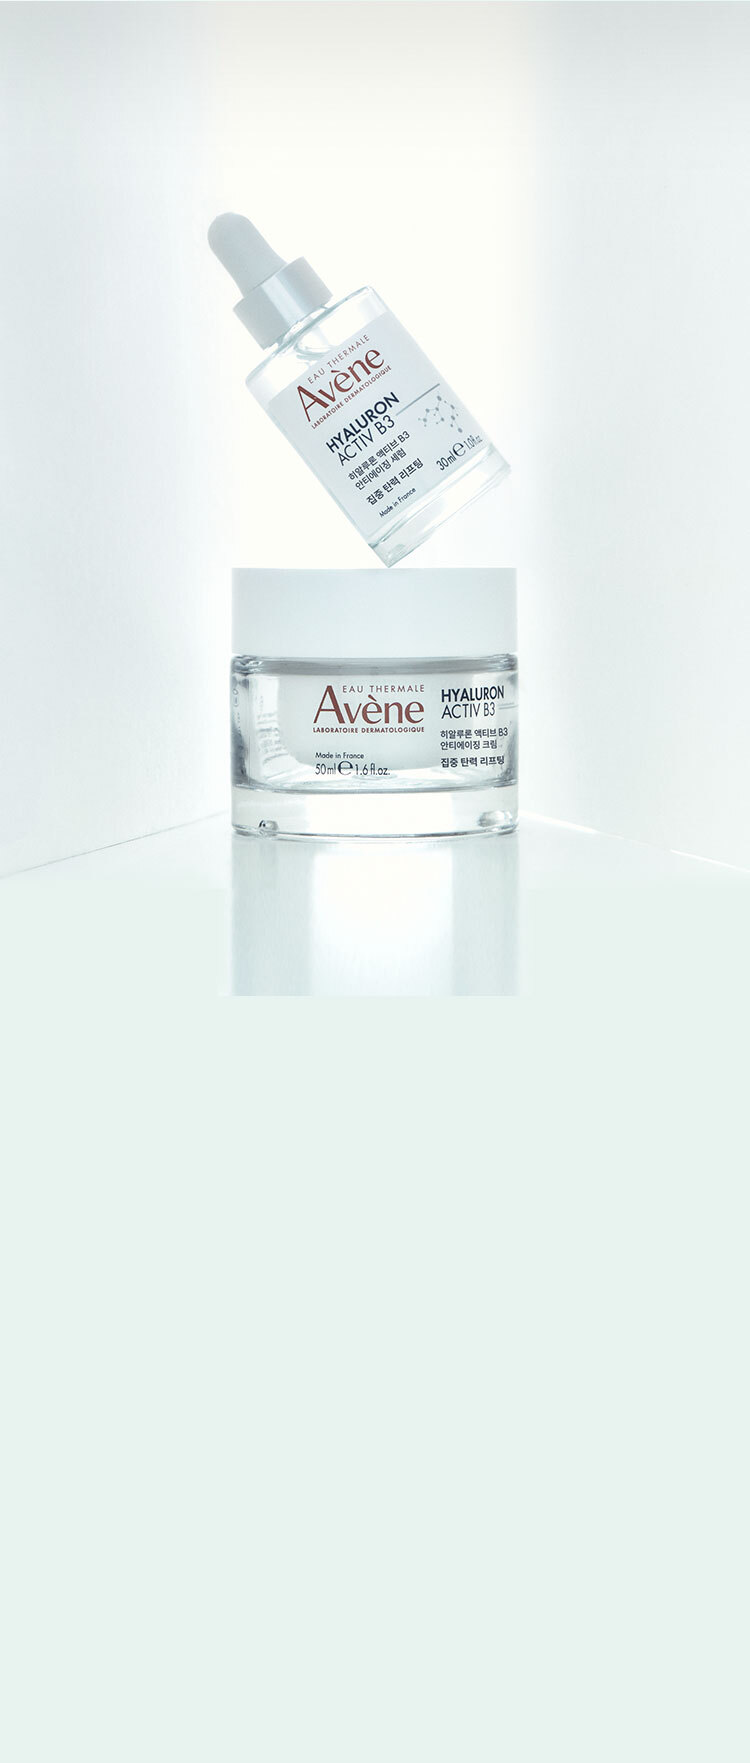 EAU THERMALE
Avène
LABORATOIRE DERMATOLOGIQUE
HYALURON
ACTIV B3
히알루론 액티브 B3
안티에이징 세럼
집중 탄력 리프팅
Made in France
30ml e 1.0fl.oz.
EAU THERMALE
Avène
LABORATOIRE DERMATOLOGIQUE
Made in France
50ml e 1.6 fl.oz.
HYALURON
ACTIV B3
히알루론 액티브 B3
안티에이징 크림
집중 탄력 리프팅